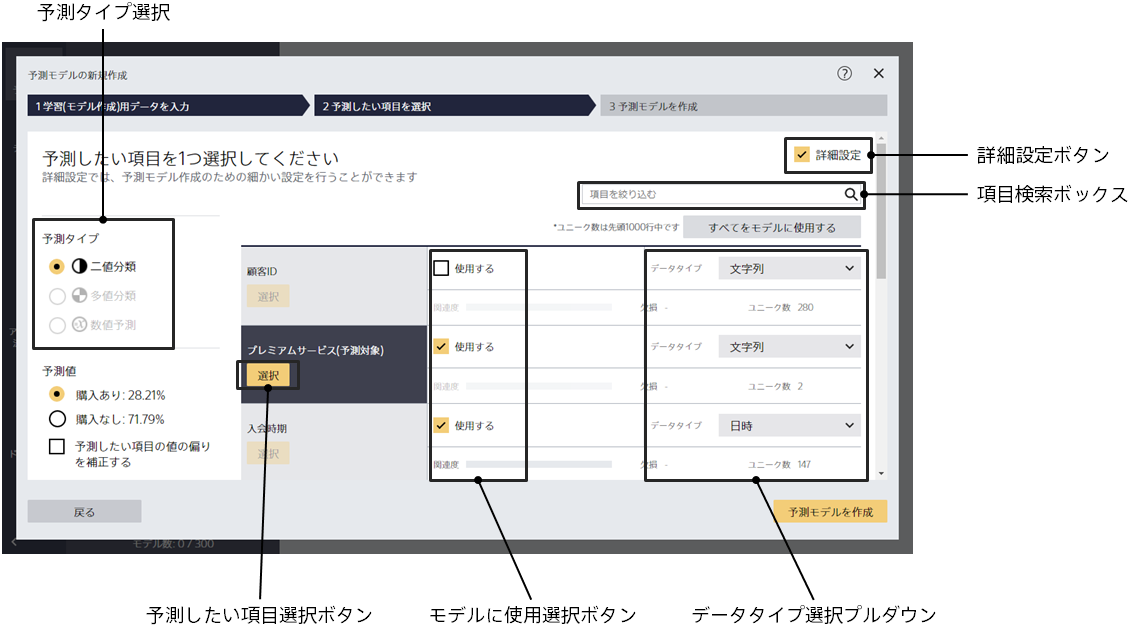 予測タイプ選択
予測モデルの新規作成
?
1 学習(モデル作成)用データを入力
2 予測したい項目を選択
3 予測モデルを作成
予測したい項目を1つ選択してください
詳細設定では、予測モデル作成のための細かい設定を行うことができます
詳細設定
詳細設定ボタン
項目を絞り込む
項目検索ボックス
*ユニーク数は先頭1000行中です
すべてをモデルに使用する
予測タイプ
二値分類
多値分類
数値予測
予測値
購入あり: 28.21%
購入なし: 71.79%
予測したい項目の値の偏り
を補正する
顧客ID
選択
使用する
データタイプ
文字列
関連度
欠損 -
ユニーク数 280
プレミアムサービス(予測対象)
選択
使用する
データタイプ
文字列
関連度
欠損 -
ユニーク数 2
入会時期
選択
使用する
データタイプ
日時
関連度
欠損 -
ユニーク数 147
戻る
予測モデルを作成
モデル数: 0 / 300
予測したい項目選択ボタン
モデルに使用選択ボタン
データタイプ選択プルダウン